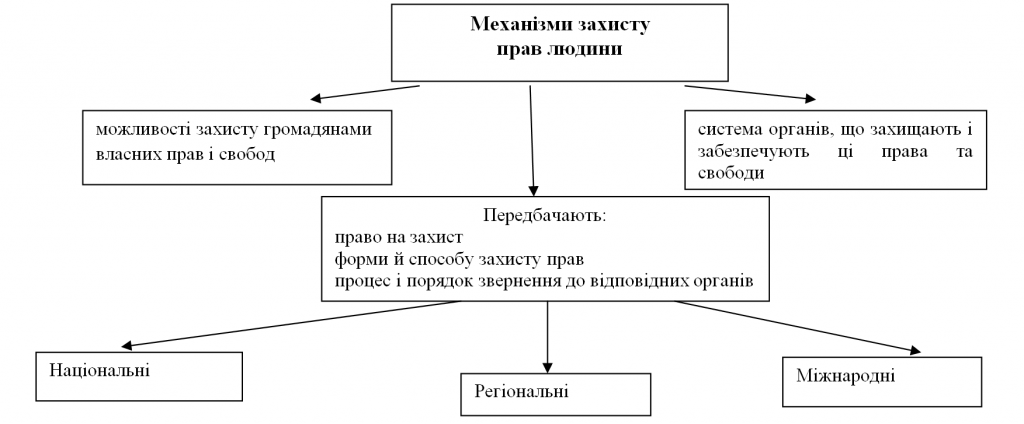 Механізми захисту
прав людини
можливості захисту громадянами
власних прав і свобод
система органів, що захищають і
забезпечують ці права та
свободи
Передбачають:
право на захист
форми й способу захисту прав
процес і порядок звернення до відповідних органів
Національні
Регіональні
Міжнародні